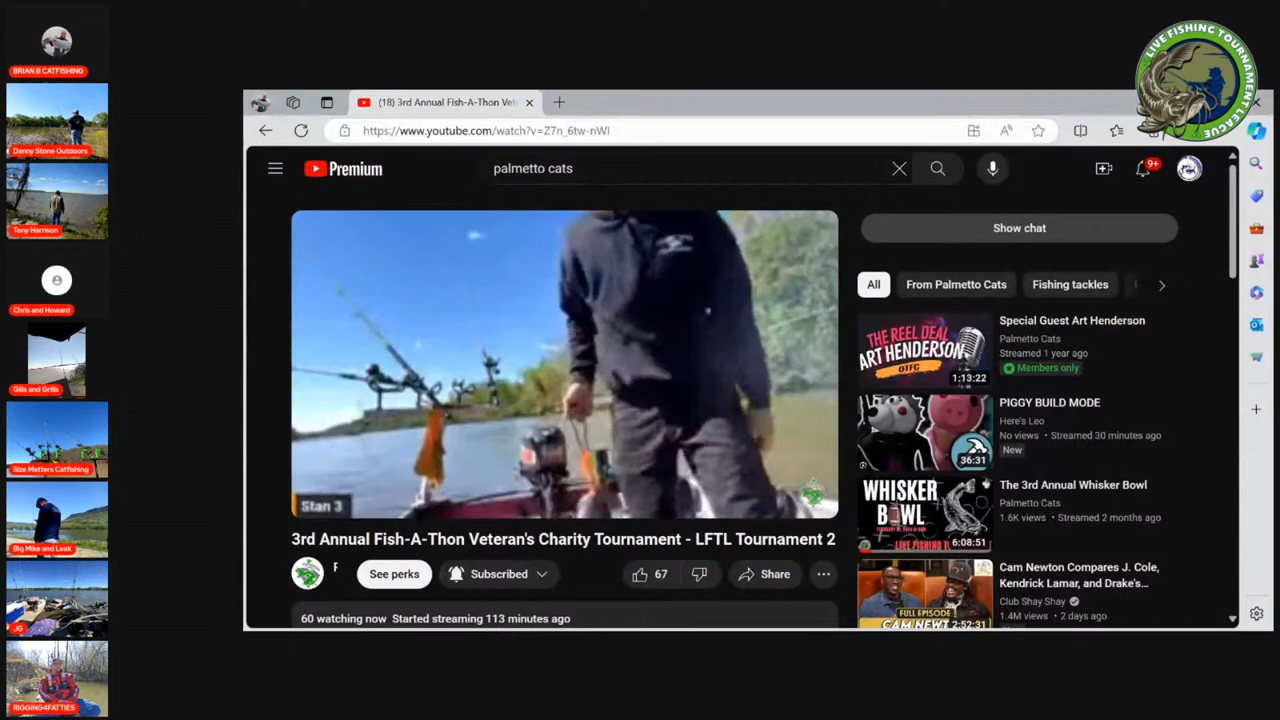 BRIAN B CATFISHING
Danny Stone Outdoors
Tony Harrison
Chris and Howard
Gills and Grills
Size Matters Catfishing
Big Mike and Leak
JG
RIGGING4FATTIES
LIVE FISHING TOURNAMENT LEAGUE
(18) 3rd Annual Fish-A-Thon Vet
https://www.youtube.com/watch?v=Z7n_6tw-nWI
Premium
palmetto cats
9+
Stan 3
3rd Annual Fish-A-Thon Veteran's Charity Tournament - LFTL Tournament 2
See perks
Subscribed
67
Share
60 watching now Started streaming 113 minutes ago
Show chat
All
From Palmetto Cats
Fishing tackles
THE REEL DEAL
ART HENDERSON
OTFC
1:13:22
Special Guest Art Henderson
Palmetto Cats
Streamed 1 year ago
Members only
36:31
PIGGY BUILD MODE
Here's Leo
No views • Streamed 30 minutes ago
New
WHISKER
BOWL
LIVE FISHING
6:08:51
The 3rd Annual Whisker Bowl
Palmetto Cats
1.6K views • Streamed 2 months ago
FULL EPISODE
CAM NEWT
2:52:31
Cam Newton Compares J. Cole,
Kendrick Lamar, and Drake's...
Club Shay Shay
1.4M views • 2 days ago